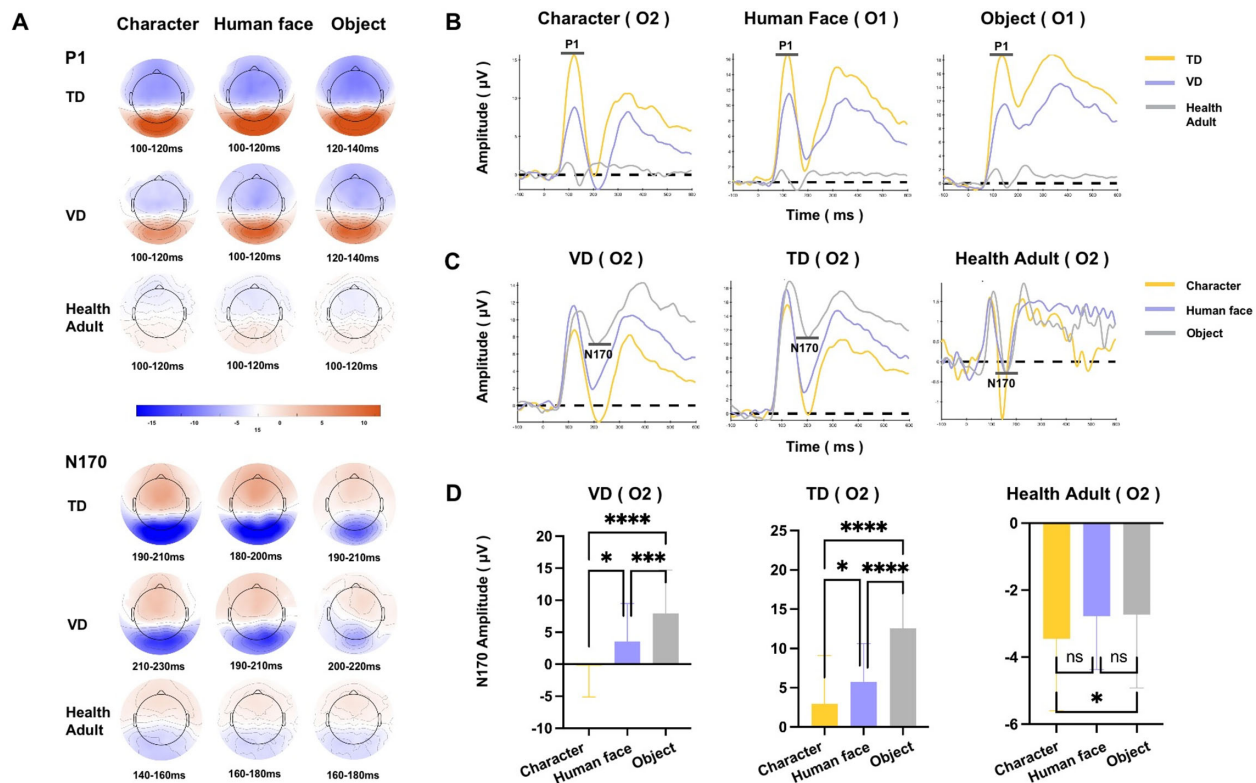 A
Character Human face Object
P1
TD
100-120ms 100-120ms 120-140ms
VD
100-120ms 100-120ms 120-140ms
Health
Adult
100-120ms 100-120ms 100-120ms
-15 -10 -5 0 5 10
15
N170
TD
190-210ms 180-200ms 190-210ms
VD
210-230ms 190-210ms 200-220ms
Health
Adult
140-160ms 160-180ms 160-180ms
B
Character ( O2 ) Human Face ( O1 ) Object ( O1 )
P1 P1 P1
Amplitude ( μV )
Time ( ms )
TD
VD
Health
Adult
C
VD ( O2 ) TD ( O2 ) Health Adult ( O2 )
N170 N170 N170
Amplitude ( μV )
Time ( ms )
Character
Human face
Object
D
VD ( O2 )
N170 Amplitude ( μV )
20
15
10
5
0
-5
-10
**** * ***
Character Human face Object
TD ( O2 )
25
20
15
10
5
0
**** * ****
Character Human face Object
Health Adult ( O2 )
0
-2
-4
-6
ns ns
*
Character Human face Object